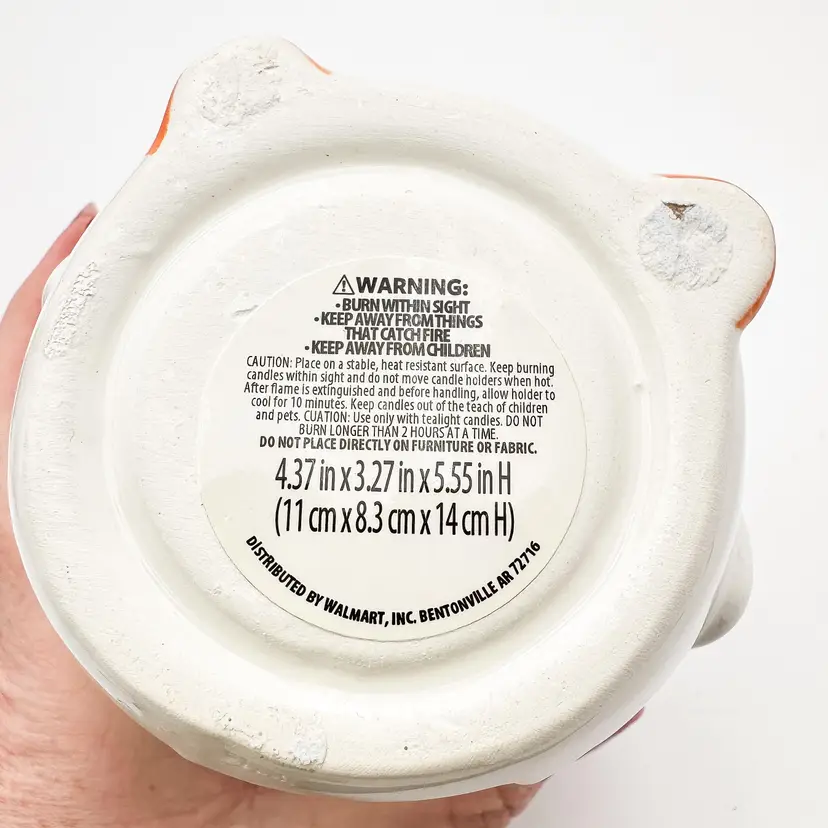 ⚠WARNING:
•BURN WITHIN SIGHT
•KEEP AWAY FROM THINGS
THAT CATCH FIRE
•KEEP AWAY FROM CHILDREN
CAUTION: Place on a stable, heat resistant surface. Keep burning
candles within sight and do not move candle holders when hot.
After flame is extinguished and before handling, allow holder to
cool for 10 minutes. Keep candles out of the teach of children
and pets. CUATION: Use only with tealight candles. DO NOT
BURN LONGER THAN 2 HOURS AT A TIME.
DO NOT PLACE DIRECTLY ON FURNITURE OR FABRIC.
4.37 in x 3.27 in x 5.55 in H
(11 cm x 8.3 cm x 14 cm H)
DISTRIBUTED BY WALMART, INC. BENTONVILLE AR 72716